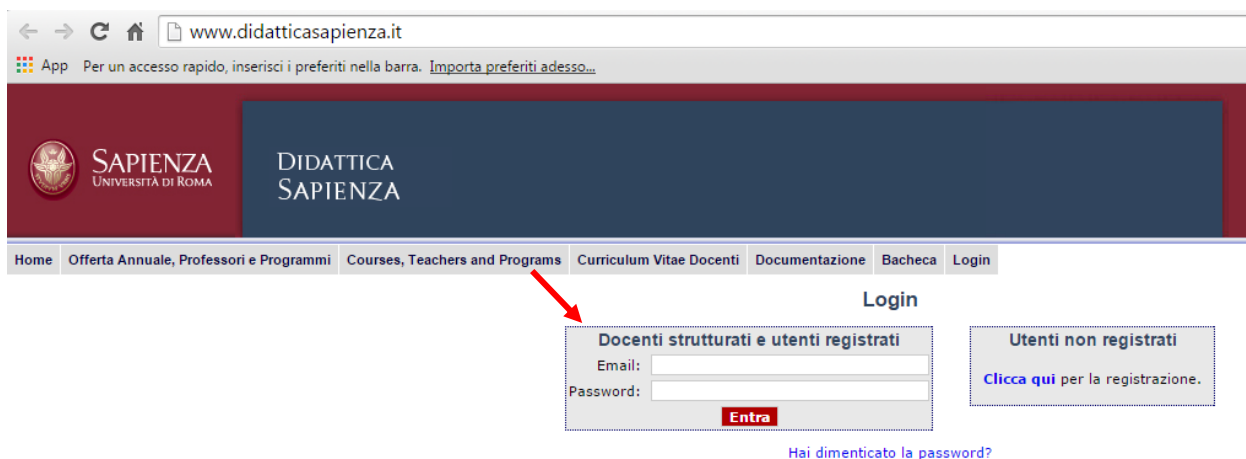 www.didatticasapienza.it
App Per un accesso rapido, inserisci i preferiti nella barra. Importa preferiti adesso...
SAPIENZA
UNIVERSITÀ DI ROMA
DIDATTICA
SAPIENZA
Home Offerta Annuale, Professori e Programmi Courses, Teachers and Programs Curriculum Vitae Docenti Documentazione Bacheca Login
Login
Docenti strutturati e utenti registrati
Email:
Password:
Entra
Utenti non registrati
Clicca qui per la registrazione.
Hai dimenticato la password?